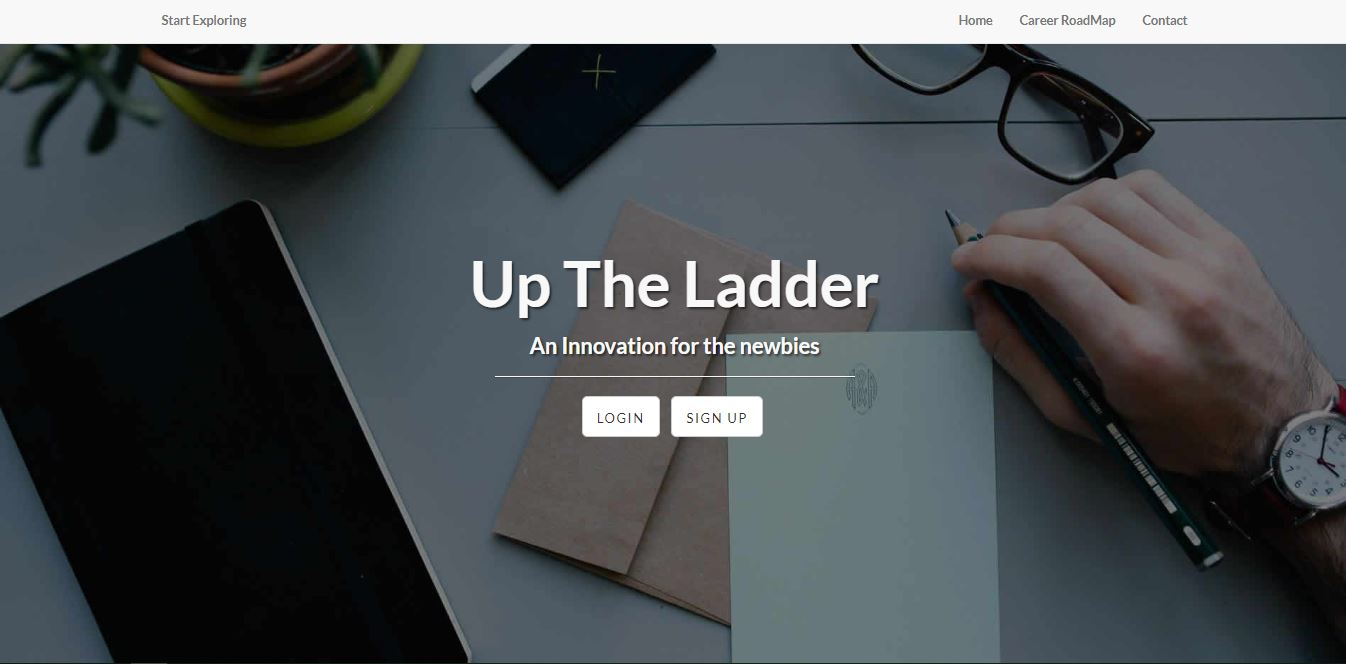 Start Exploring
Home
Career RoadMap
Contact
Up The Ladder
An Innovation for the newbies
LOGIN
SIGN UP